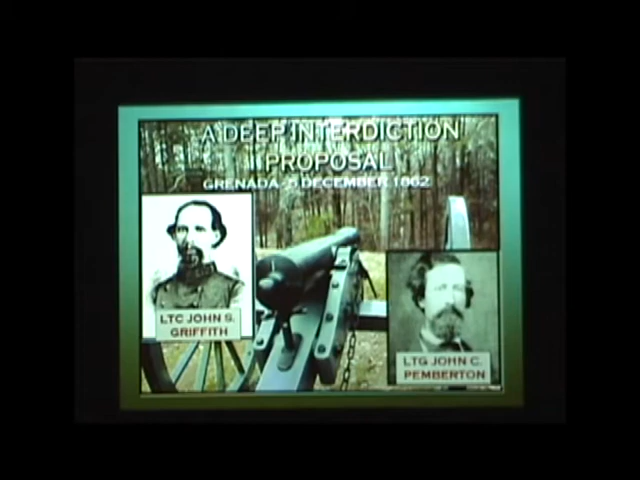 A DEEP INTERDICTION
PROPOSAL
GRENADA - 5 DECEMBER 1862
LTC JOHN S.
GRIFFITH
LTG JOHN C.
PEMBERTON